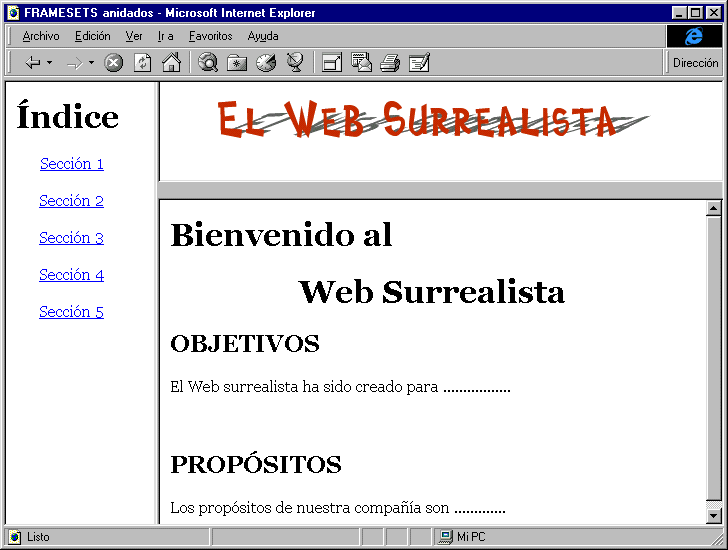 FRAMESETS anidados - Microsoft Internet Explorer
Archivo Edición Ver Ir a Favoritos Ayuda
Dirección
Índice
Sección 1
Sección 2
Sección 3
Sección 4
Sección 5
EL WEB SURREALISTA
Bienvenido al
Web Surrealista
OBJETIVOS
El Web surrealista ha sido creado para .................
PROPÓSITOS
Los propósitos de nuestra compañía son .............
Listo
Mi PC